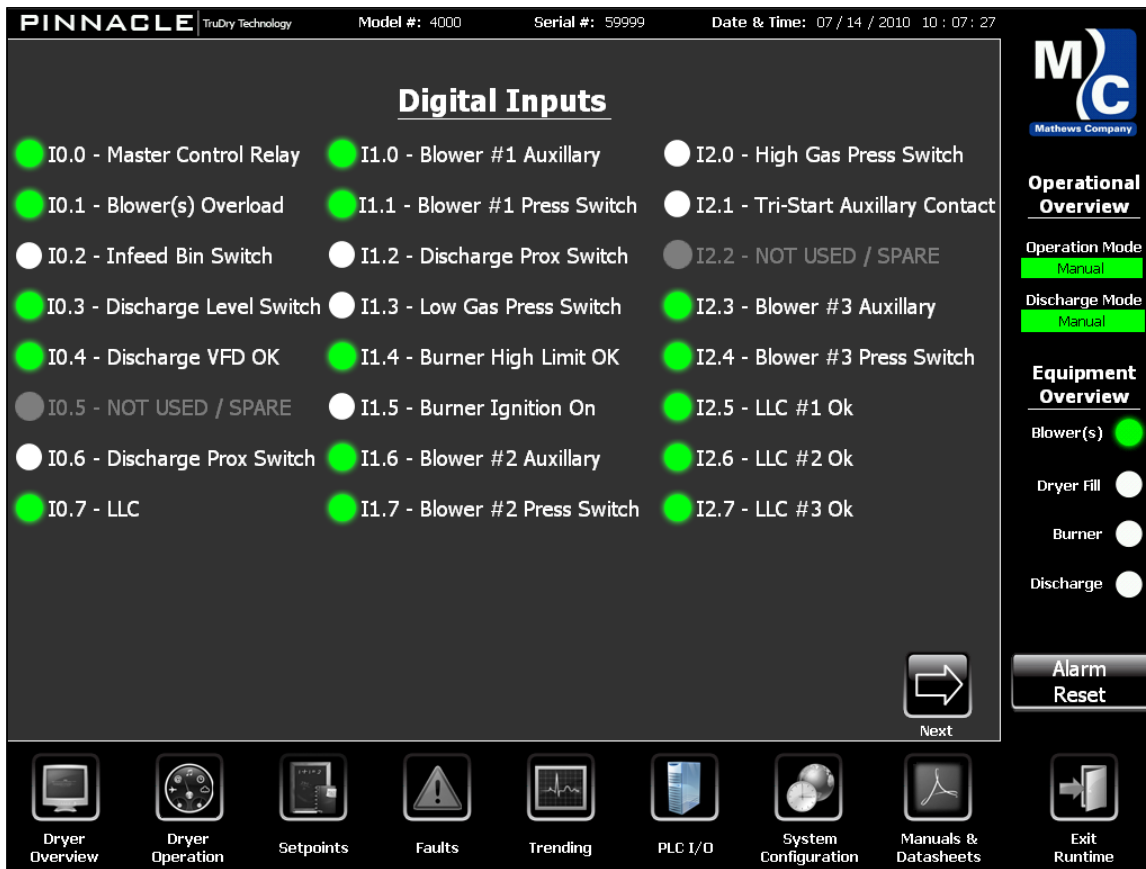 PINNACLE TruDry Technology Model #: 4000 Serial #: 59999 Date & Time: 07 / 14 / 2010 10 : 07 : 27
MC
Mathews Company
Digital Inputs
I0.0 - Master Control Relay
I0.1 - Blower(s) Overload
I0.2 - Infeed Bin Switch
I0.3 - Discharge Level Switch
I0.4 - Discharge VFD OK
I0.5 - NOT USED / SPARE
I0.6 - Discharge Prox Switch
I0.7 - LLC
I1.0 - Blower #1 Auxillary
I1.1 - Blower #1 Press Switch
I1.2 - Discharge Prox Switch
I1.3 - Low Gas Press Switch
I1.4 - Burner High Limit OK
I1.5 - Burner Ignition On
I1.6 - Blower #2 Auxillary
I1.7 - Blower #2 Press Switch
I2.0 - High Gas Press Switch
I2.1 - Tri-Start Auxillary Contact
I2.2 - NOT USED / SPARE
I2.3 - Blower #3 Auxillary
I2.4 - Blower #3 Press Switch
I2.5 - LLC #1 Ok
I2.6 - LLC #2 Ok
I2.7 - LLC #3 Ok
Next
Operational
Overview
Operation Mode
Manual
Discharge Mode
Manual
Equipment
Overview
Blower(s)
Dryer Fill
Burner
Discharge
Alarm
Reset
Dryer
Overview
Dryer
Operation
Setpoints
Faults
Trending
PLC I/O
System
Configuration
Manuals &
Datasheets
Exit
Runtime